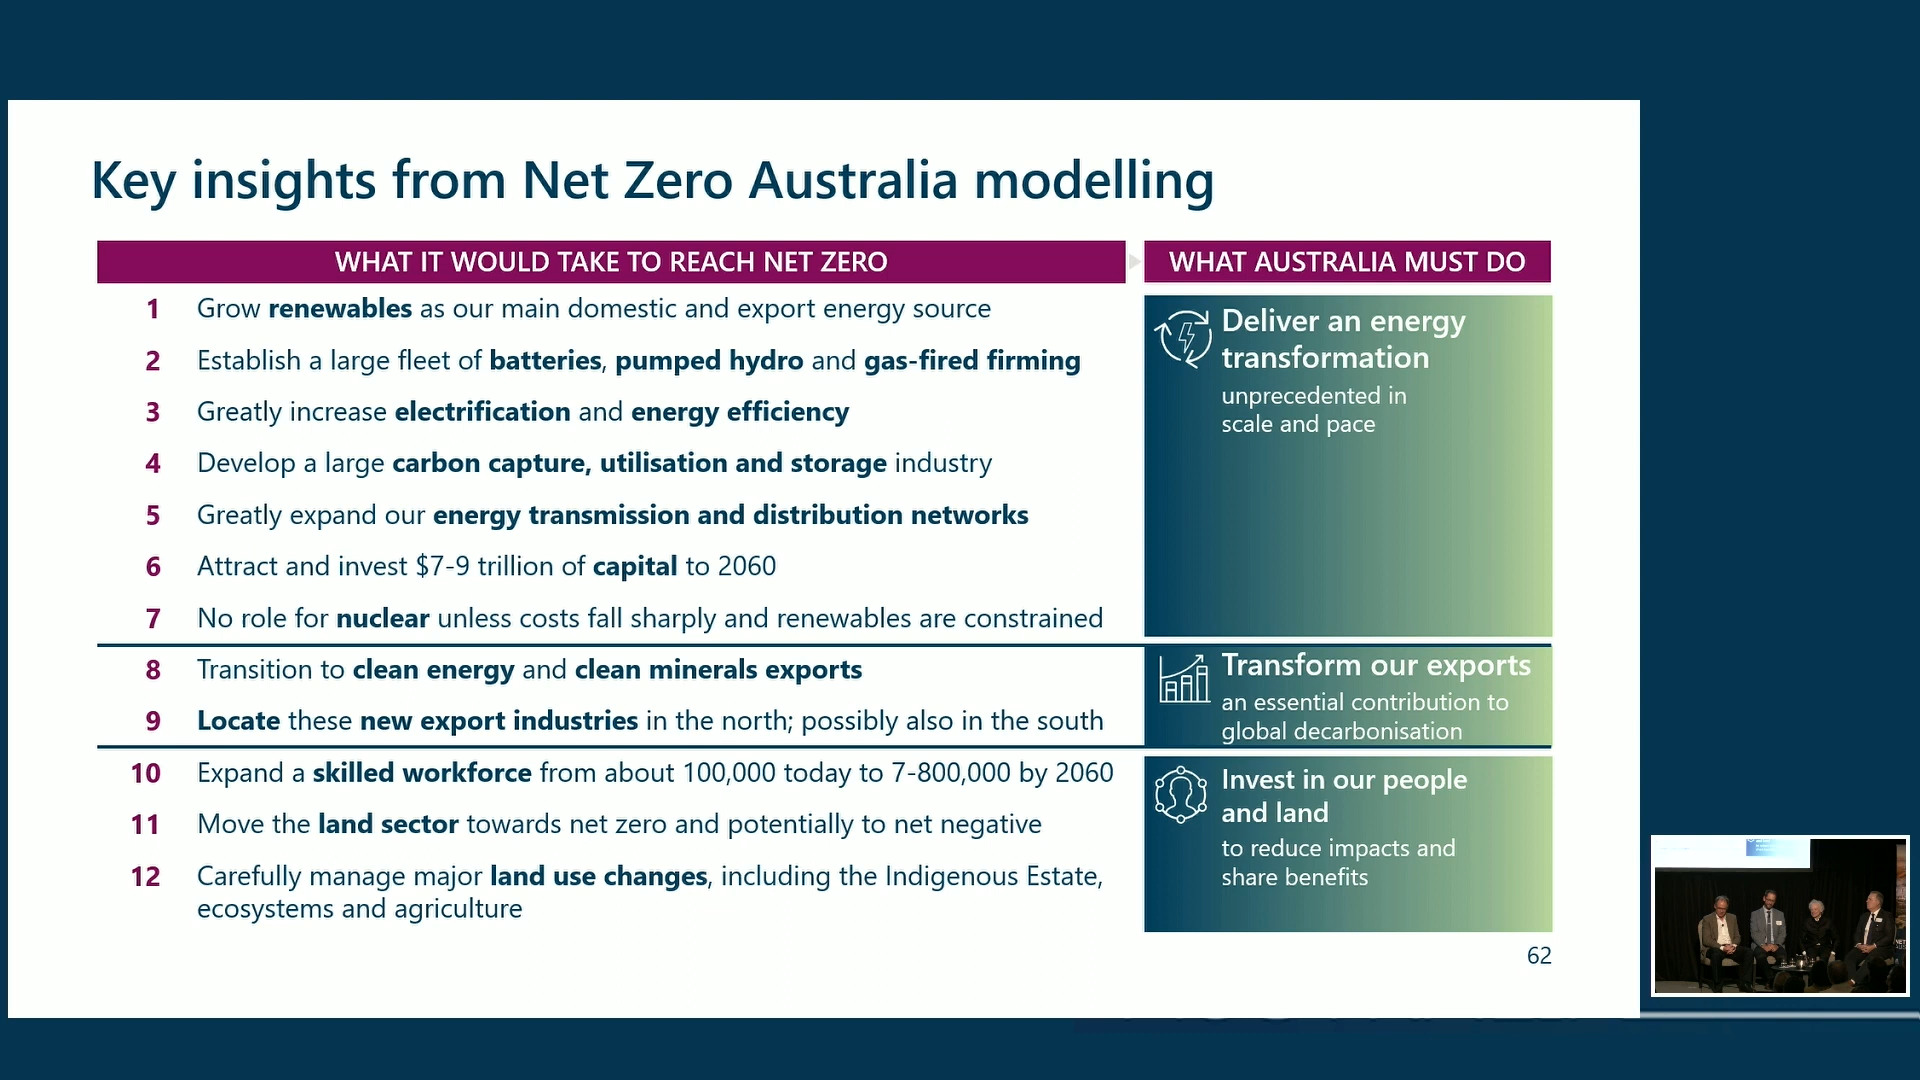 Key insights from Net Zero Australia modelling
WHAT IT WOULD TAKE TO REACH NET ZERO
WHAT AUSTRALIA MUST DO
1 Grow renewables as our main domestic and export energy source
2 Establish a large fleet of batteries, pumped hydro and gas-fired firming
3 Greatly increase electrification and energy efficiency
4 Develop a large carbon capture, utilisation and storage industry
5 Greatly expand our energy transmission and distribution networks
6 Attract and invest $7-9 trillion of capital to 2060
7 No role for nuclear unless costs fall sharply and renewables are constrained
Deliver an energy
transformation
unprecedented in
scale and pace
8 Transition to clean energy and clean minerals exports
9 Locate these new export industries in the north; possibly also in the south
Transform our exports
an essential contribution to
global decarbonisation
10 Expand a skilled workforce from about 100,000 today to 7-800,000 by 2060
11 Move the land sector towards net zero and potentially to net negative
12 Carefully manage major land use changes, including the Indigenous Estate,
ecosystems and agriculture
Invest in our people
and land
to reduce impacts and
share benefits
62